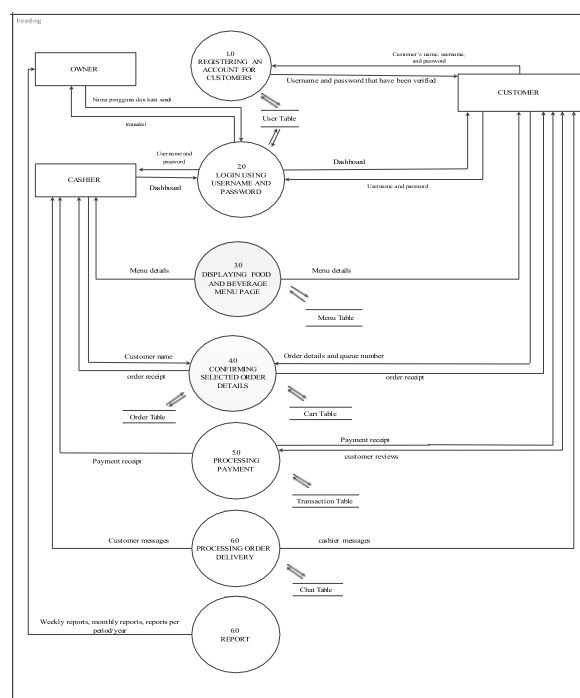 Heading
1.0
REGISTERING AN
ACCOUNT FOR
CUSTOMERS
Customer's name, username,
and password
OWNER
Username and password that have been verified
CUSTOMER
Nama pengguna dan kata sandi
User Table
transaksi
Username and
password
2.0
LOGIN USING
USERNAME AND
PASSWORD
Dashboard
CASHIER
Dashboard
Username and password
3.0
DISPLAYING FOOD
AND BEVERAGE
MENU PAGE
Menu details
Menu details
Menu Table
Customer name
4.0
CONFIRMING
SELECTED ORDER
DETAILS
Order details and queue number
order receipt
order receipt
Order Table
Cart Table
Payment receipt
5.0
PROCESSING
PAYMENT
customer reviews
Payment receipt
Transaction Table
Customer messages
6.0
PROCESSING ORDER
DELIVERY
cashier messages
Chat Table
Weekly reports, monthly reports, reports per
period/year
6.0
REPORT